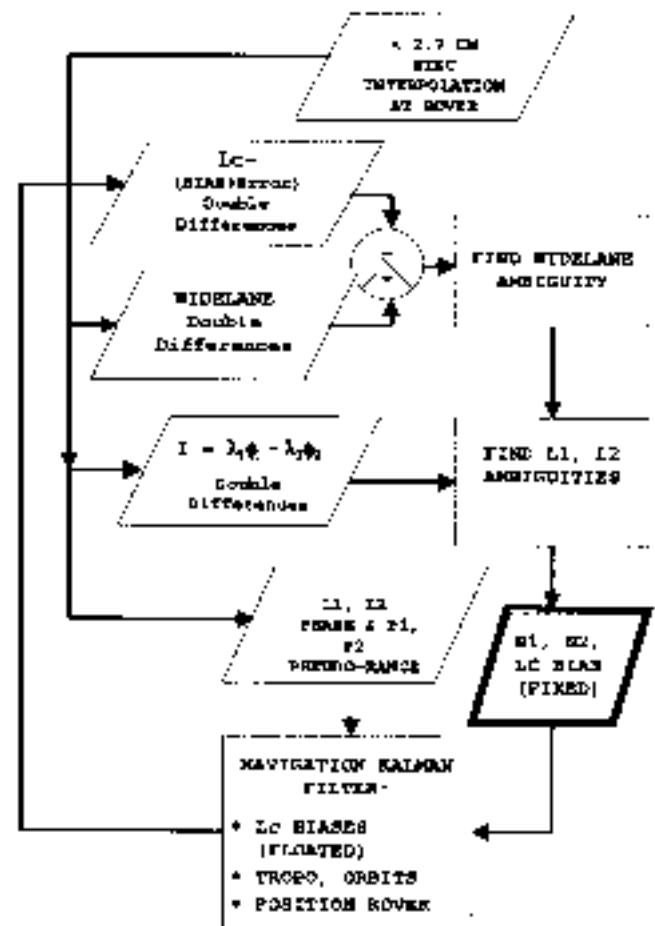 < 2.7 CM
STEC
INTERPOLATION
AT ROVER
Lc-
(BIAS+Error)
Double
Differences
WIDELANE
Double
Differences
FIND WIDELANE
AMBIGUITY
I = λ₁ϕ₁ - λ₂ϕ₂
Double
Differences
FIND L1, L2
AMBIGUITIES
L1, L2
PHASE & P1,
P2
PSEUDO-RANGE
LC BIAS
(FIXED)
NAVIGATION KALMAN
FILTER:
• Lc BIASES
(FLOATED)
• TROPO, ORBITS
• POSITION ROVER